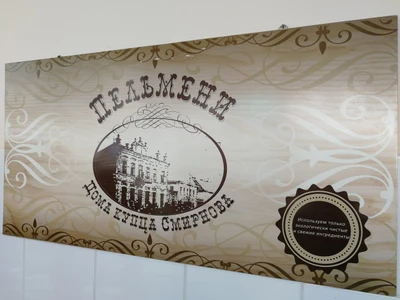 ПЕЛЬМЕНИ
Дома купца Смирнова
Используем только
экологически чистые
и свежие ингредиенты